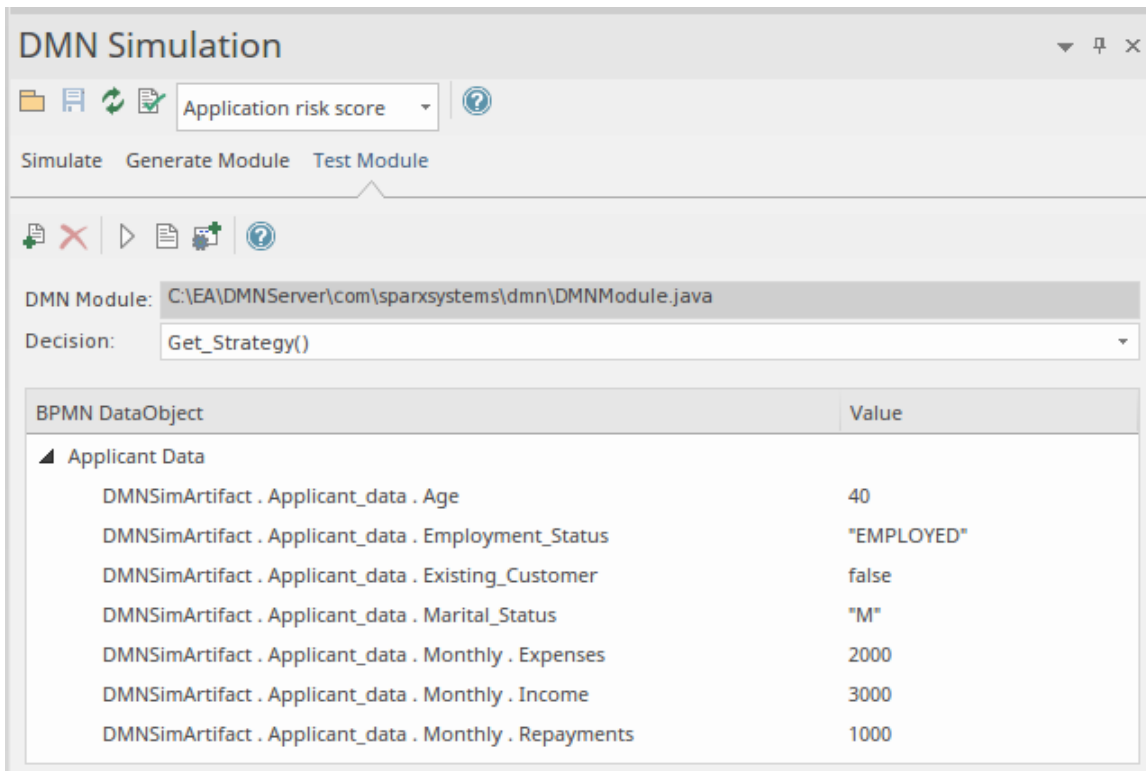 DMN Simulation
Application risk score
Simulate Generate Module Test Module
DMN Module: C:\EA\DMNServer\com\sparxsystems\dmn\DMNModule.java
Decision: Get_Strategy()
BPMN DataObject Value
Applicant Data
DMNSimArtifact . Applicant_data . Age 40
DMNSimArtifact . Applicant_data . Employment_Status "EMPLOYED"
DMNSimArtifact . Applicant_data . Existing_Customer false
DMNSimArtifact . Applicant_data . Marital_Status "M"
DMNSimArtifact . Applicant_data . Monthly . Expenses 2000
DMNSimArtifact . Applicant_data . Monthly . Income 3000
DMNSimArtifact . Applicant_data . Monthly . Repayments 1000